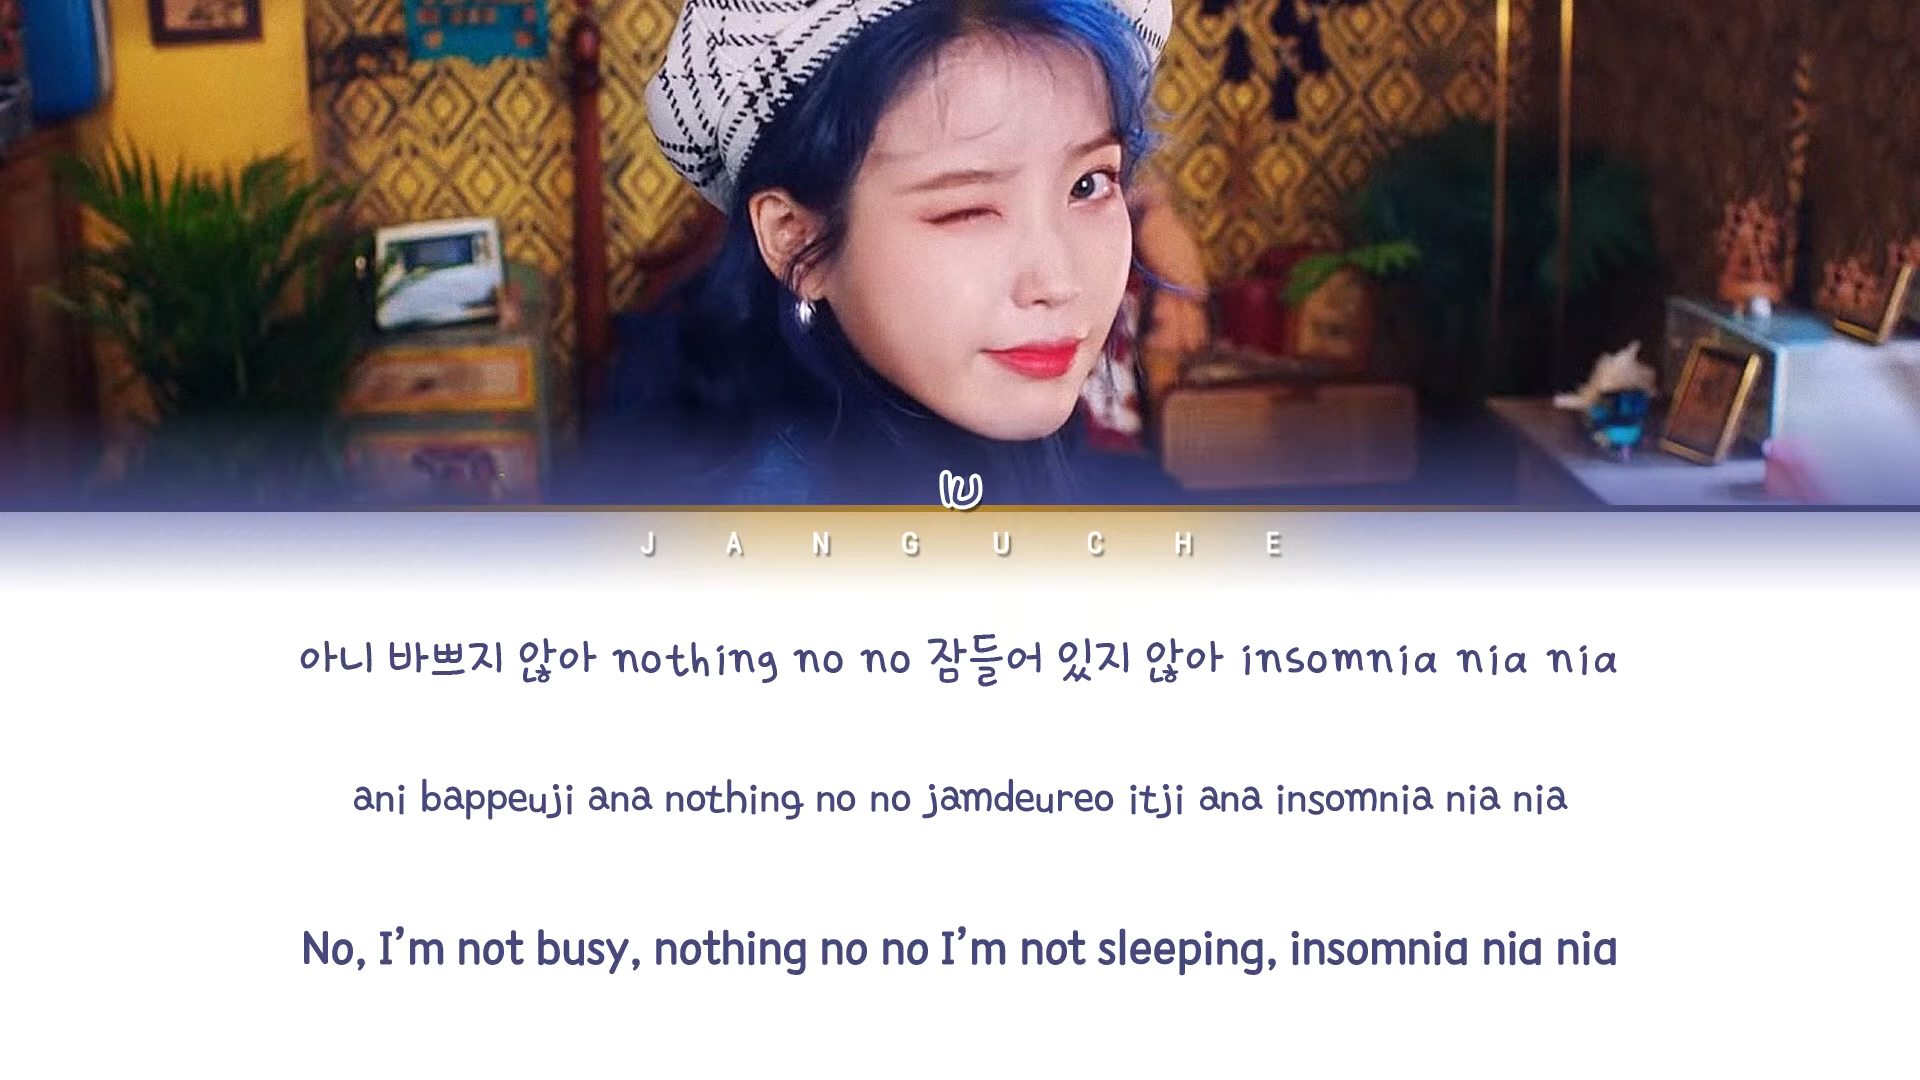 IU
JANGUCHE
아니 바쁘지 않아 nothing no no 잠들어 있지 않아 insomnia nia nia
ani bappeuji ana nothing no no jamdeureo itji ana insomnia nia nia
No, I’m not busy, nothing no no I’m not sleeping, insomnia nia nia